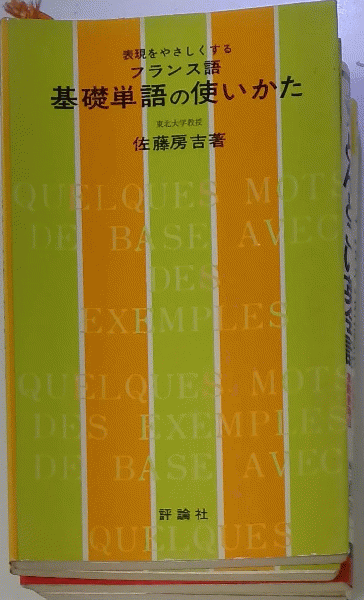 表現をやさしくする
フランス語
基礎単語の使いかた
東北大学教授
佐藤房吉著
QUELQUES MOTS
DE BASE AVEC
DES
EXEMPLES
QUELQUES MOTS
DES EXEMPLES
DE BASE AVEC
QUELQUES
評論社